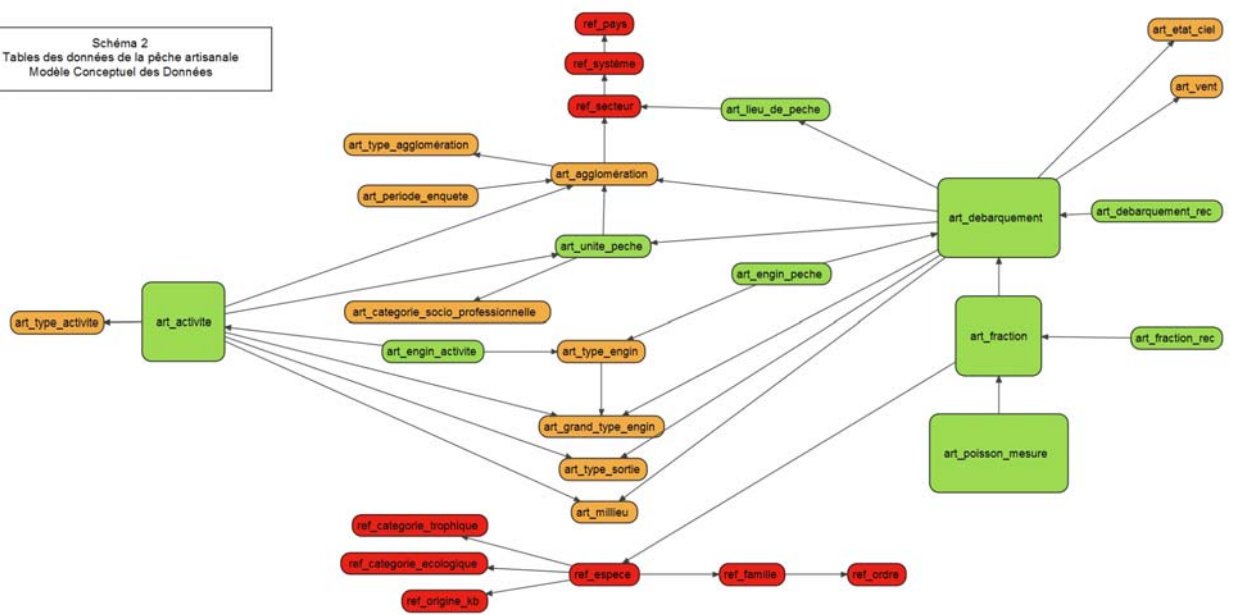 Schéma 2
Tables des données de la pêche artisanale
Modèle Conceptuel des Données
ref_pays
art_etat_ciel
ref_système
art_vent
ref_secteur
art_lieu_de_peche
art_type_agglomération
art_agglomération
art_periode_enquete
art_debarquement
art_debarquement_rec
art_unite_peche
art_engin_peche
art_categorie_socio_professionnelle
art_type_activite
art_activite
art_engin_activite
art_type_engin
art_fraction
art_fraction_rec
art_grand_type_engin
art_poisson_mesure
art_type_sortie
art_millieu
ref_categorie_trophique
ref_categorie_ecologique
ref_espece
ref_famille
ref_ordre
ref_origine_kb